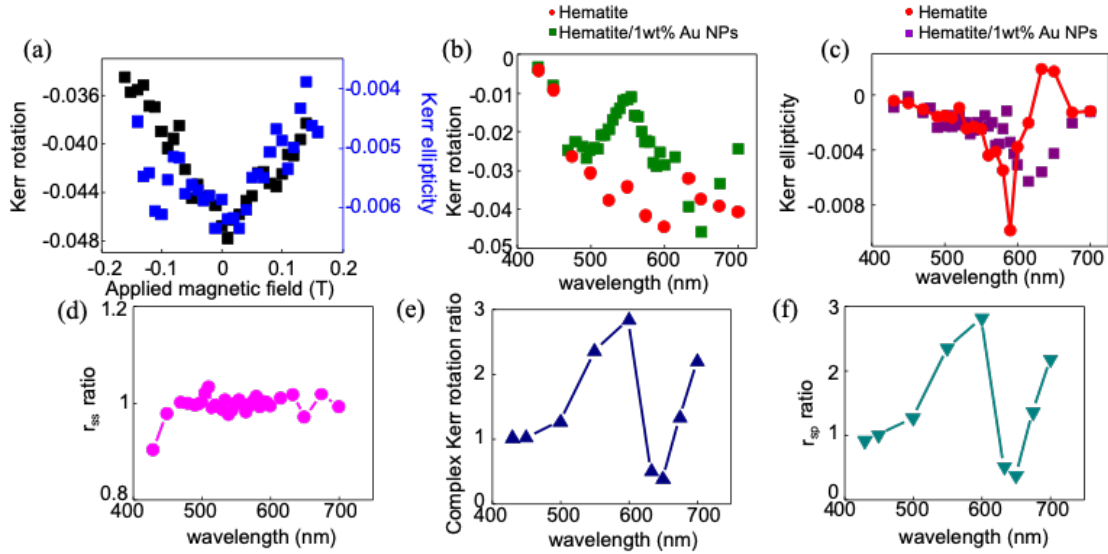 Hematite
Hematite/1wt% Au NPs
Hematite
Hematite/1wt% Au NPs
(a)
-0.036
-0.040
-0.044
-0.048
Kerr rotation
-0.004
-0.005
-0.006
Kerr ellipticity
-0.2
-0.1
0
0.1
0.2
Applied magnetic field (T)
(b)
0
-0.01
-0.02
-0.03
-0.04
-0.05
Kerr rotation
400
500
600
700
wavelength (nm)
(c)
0
-0.004
-0.008
Kerr ellipticity
400
500
600
700
wavelength (nm)
(d)
1.2
1
0.8
rss ratio
400
500
600
700
wavelength (nm)
(e)
3
2
1
0
Complex Kerr rotation ratio
400
500
600
700
wavelength (nm)
(f)
3
2
1
0
rsp ratio
400
500
600
700
wavelength (nm)